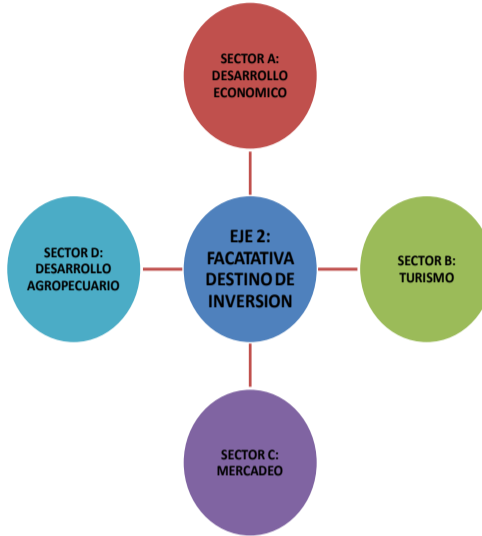 SECTOR A:
DESARROLLO
ECONOMICO
EJE 2:
FACATATIVA
DESTINO DE
INVERSION
SECTOR D:
DESARROLLO
AGROPECUARIO
SECTOR B:
TURISMO
SECTOR C:
MERCADEO